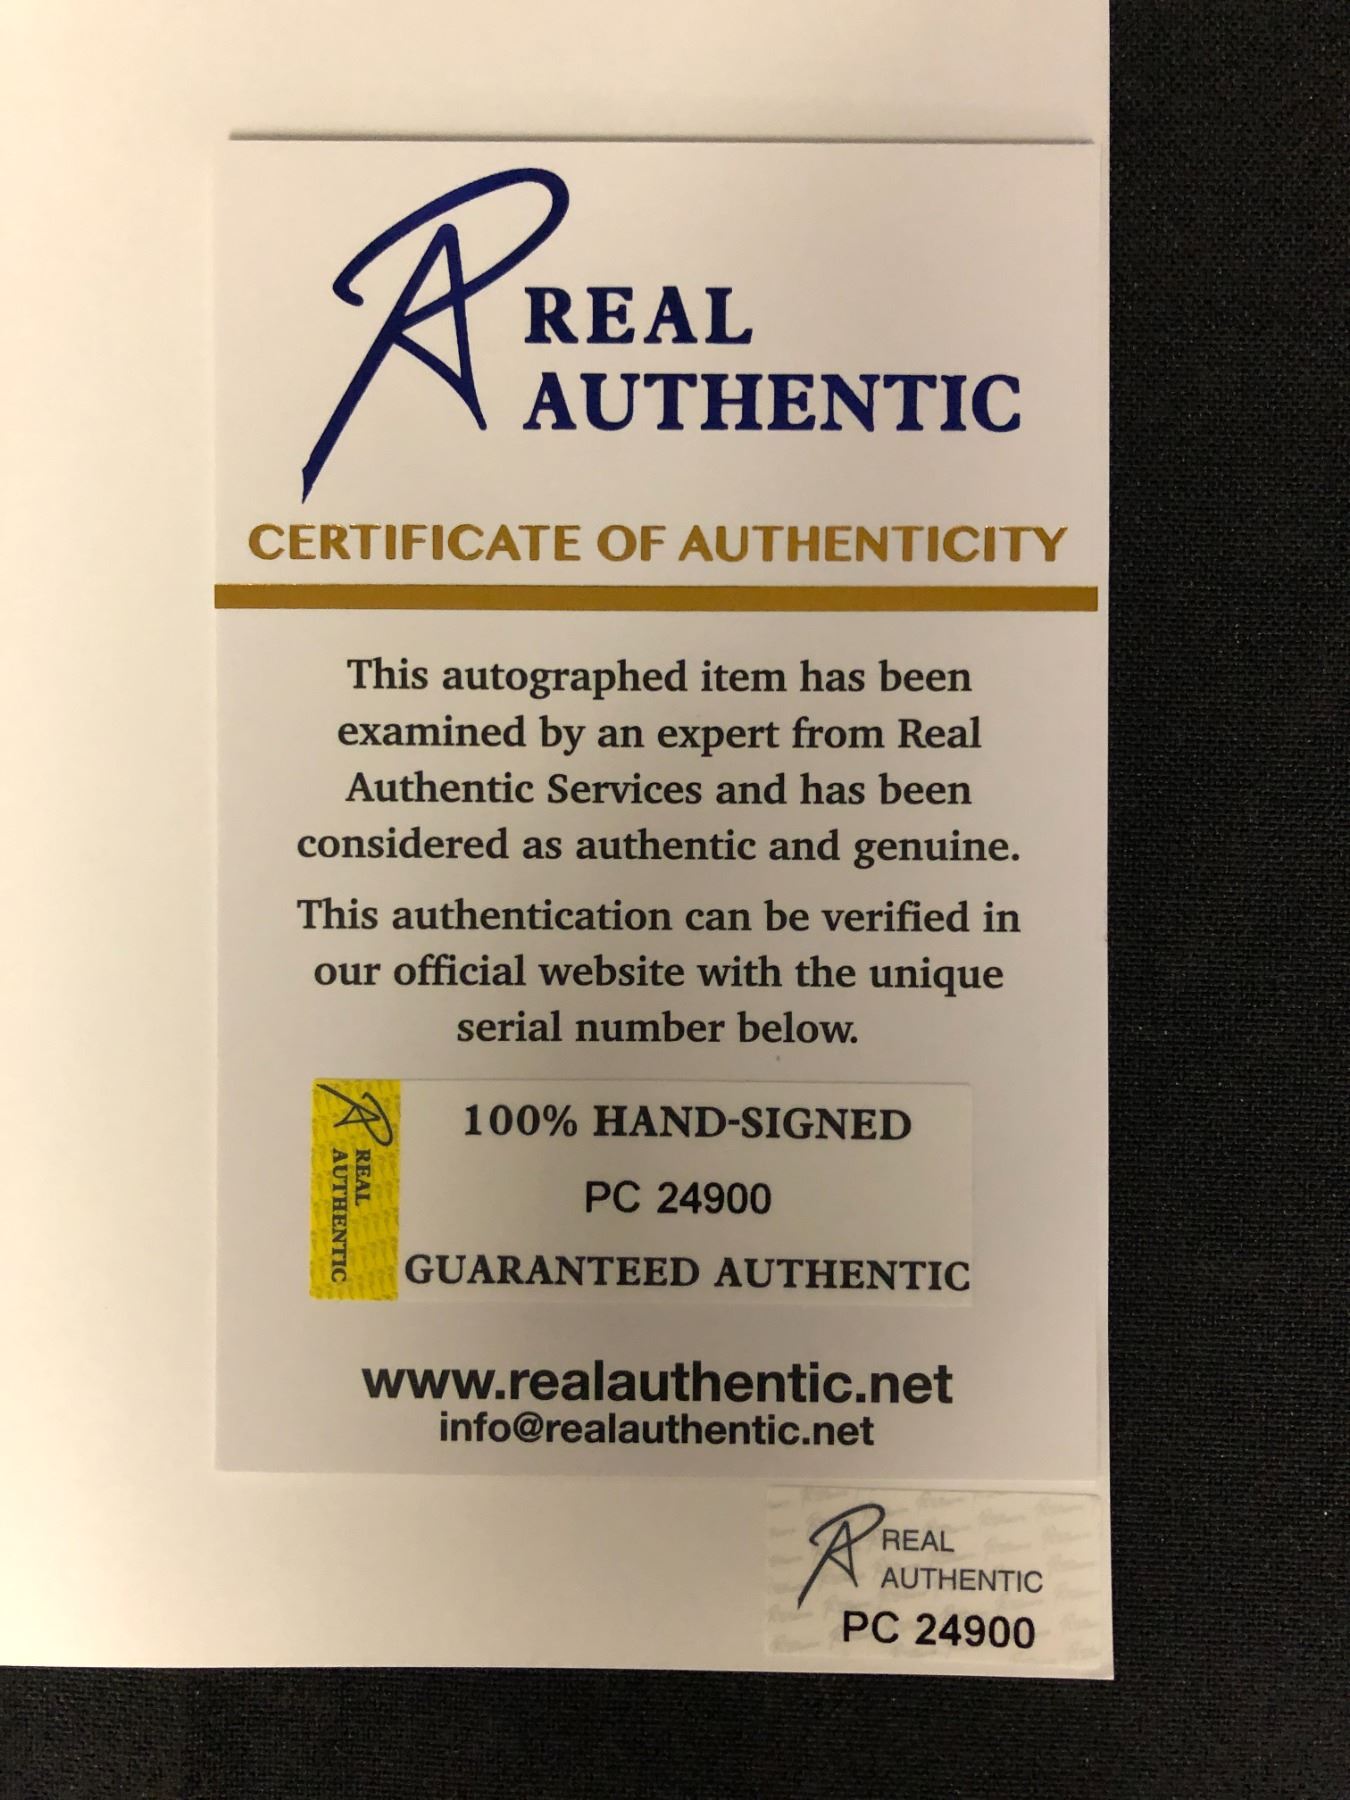 REAL
AUTHENTIC
CERTIFICATE OF AUTHENTICITY
This autographed item has been
examined by an expert from Real
Authentic Services and has been
considered as authentic and genuine.
This authentication can be verified in
our official website with the unique
serial number below.
REAL
AUTHENTIC
100% HAND-SIGNED
PC 24900
GUARANTEED AUTHENTIC
www.realauthentic.net
info@realauthentic.net
REAL
AUTHENTIC
PC 24900